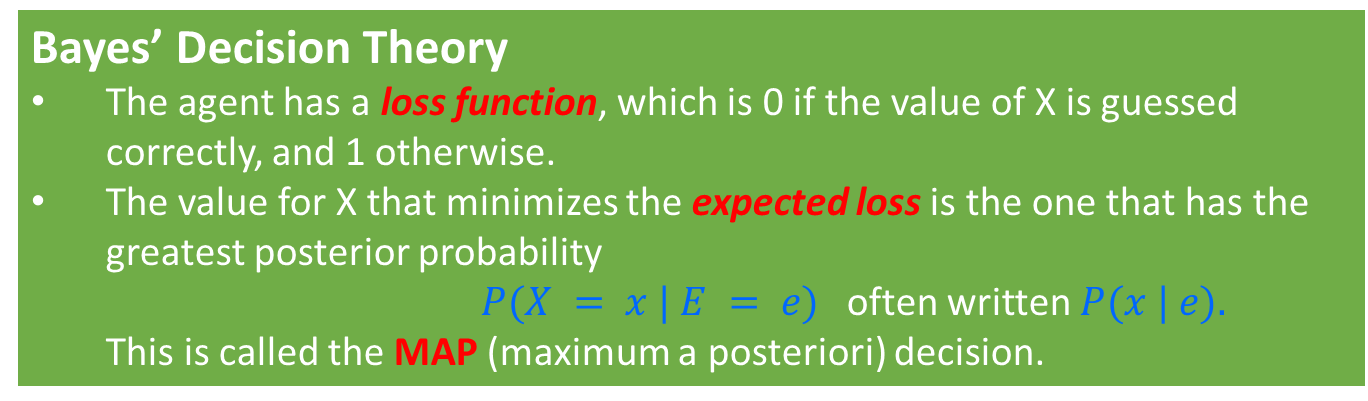 Bayes’ Decision Theory
• The agent has a loss function, which is 0 if the value of X is guessed
correctly, and 1 otherwise.
• The value for X that minimizes the expected loss is the one that has the
greatest posterior probability
P(X = x | E = e) often written P(x | e).
This is called the MAP (maximum a posteriori) decision.